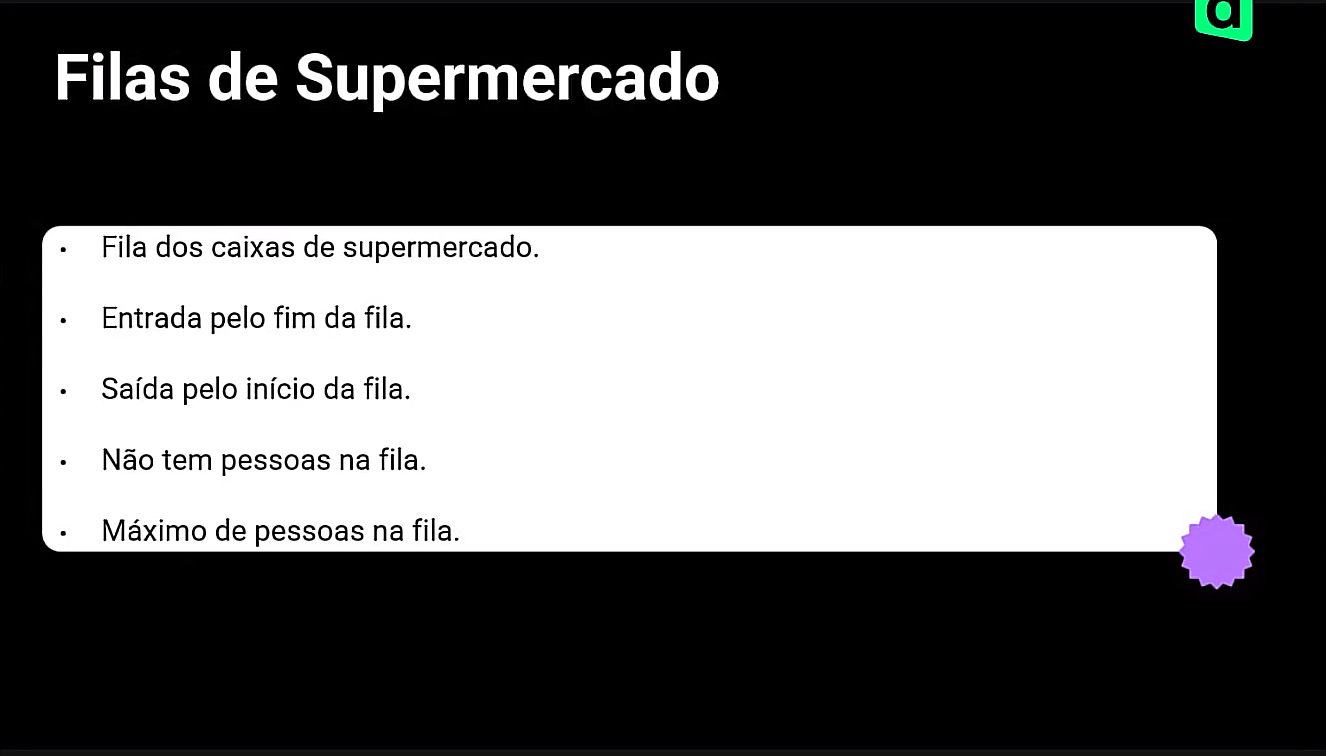 Filas de Supermercado
• Fila dos caixas de supermercado.
• Entrada pelo fim da fila.
• Saída pelo início da fila.
• Não tem pessoas na fila.
• Máximo de pessoas na fila.